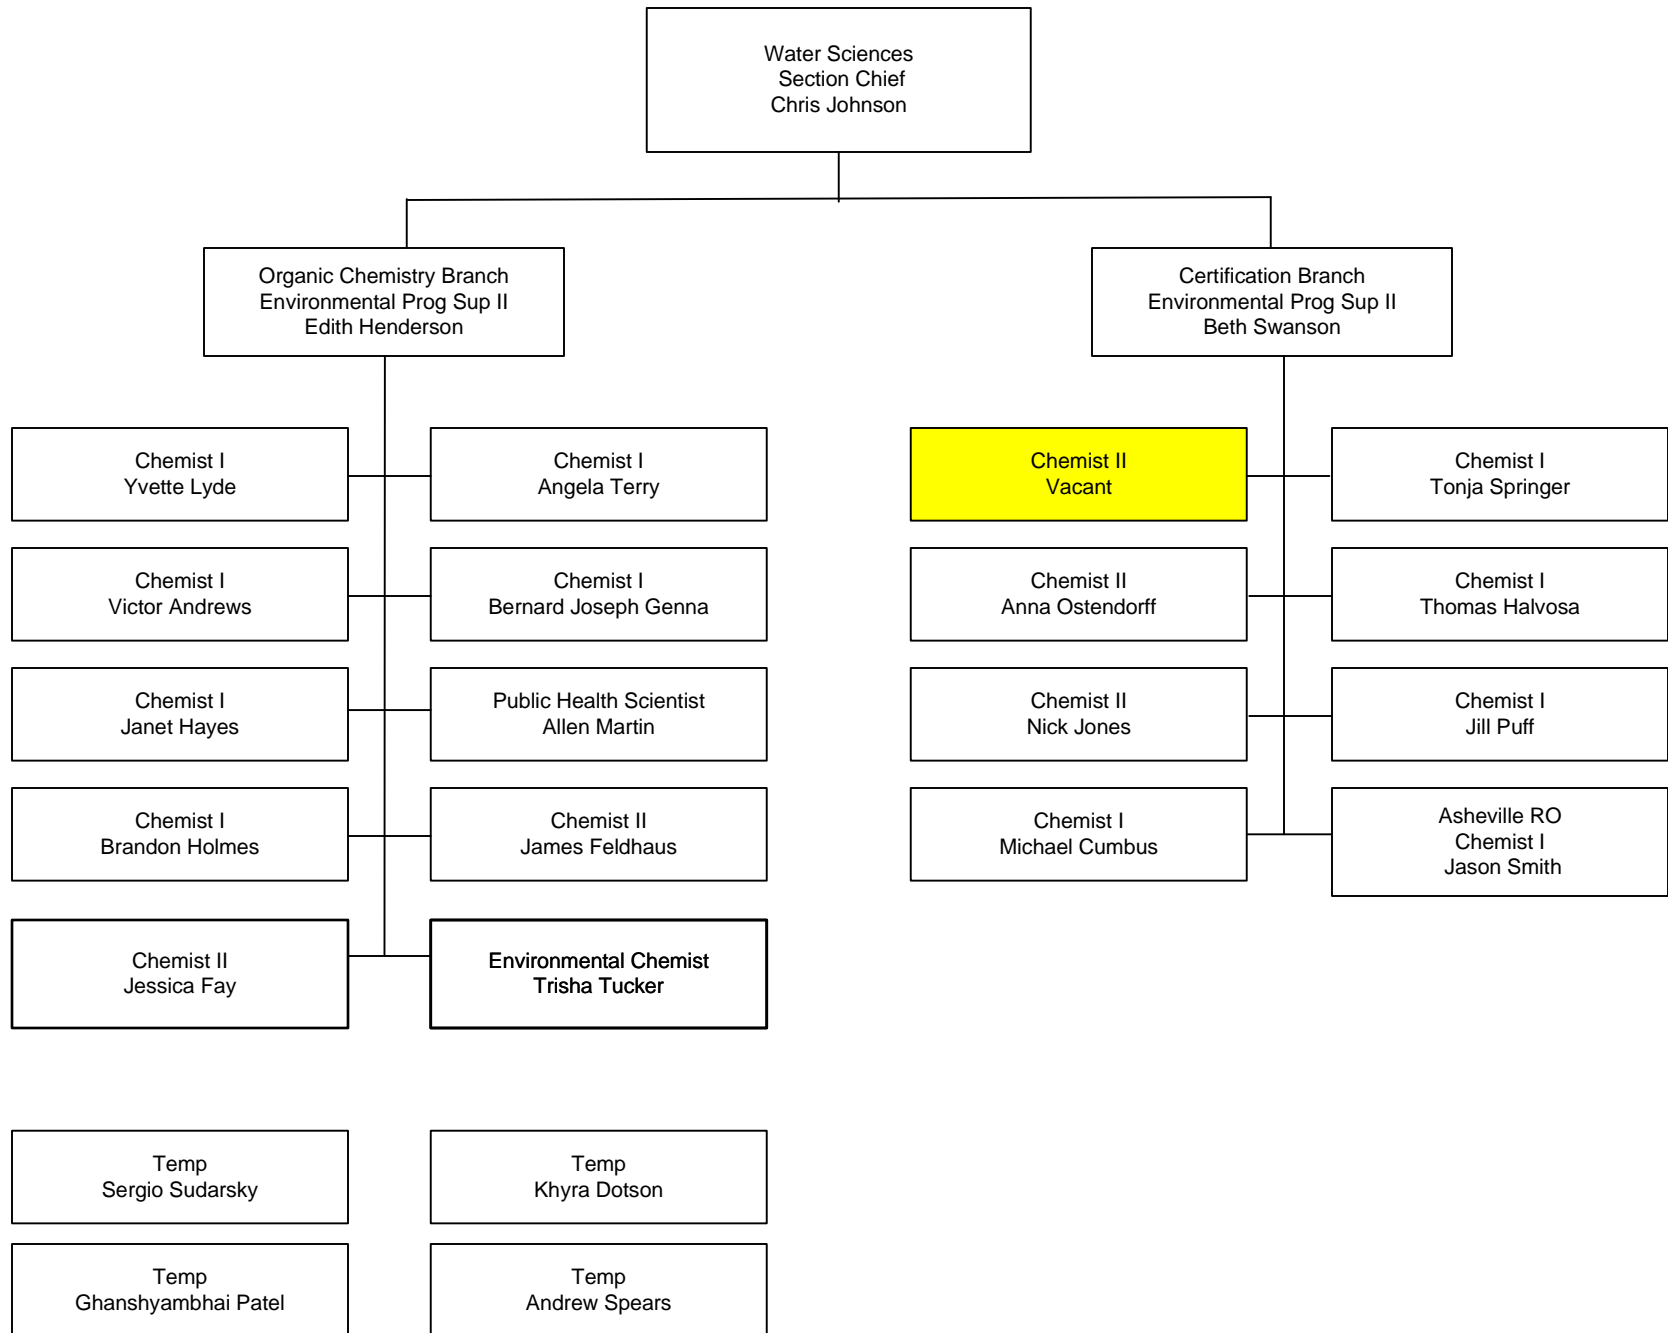 Water Sciences
Section Chief
Chris Johnson
Organic Chemistry Branch
Environmental Prog Sup II
Edith Henderson
Certification Branch
Environmental Prog Sup II
Beth Swanson
Chemist I
Yvette Lyde
Chemist I
Angela Terry
Chemist II
Vacant
Chemist I
Tonja Springer
Chemist I
Victor Andrews
Chemist I
Bernard Joseph Genna
Chemist II
Anna Ostendorff
Chemist I
Thomas Halvosa
Chemist I
Janet Hayes
Public Health Scientist
Allen Martin
Chemist II
Nick Jones
Chemist I
Jill Puff
Chemist I
Brandon Holmes
Chemist II
James Feldhaus
Chemist I
Michael Cumbus
Asheville RO
Chemist I
Jason Smith
Chemist II
Jessica Fay
Environmental Chemist
Trisha Tucker
Temp
Sergio Sudarsky
Temp
Khyra Dotson
Temp
Ghanshyambhai Patel
Temp
Andrew Spears